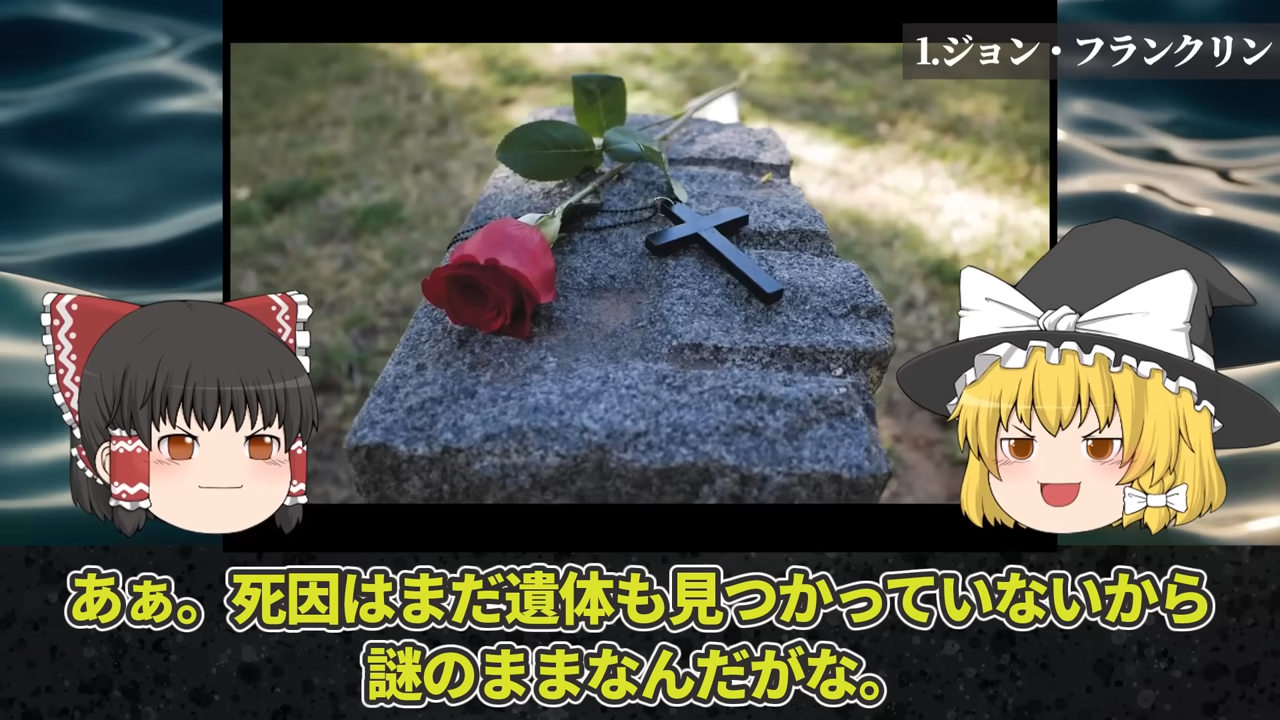 1.ジョン・フランクリン
あぁ。死因はまだ遺体も見つかっていないから
謎のままなんだがな。